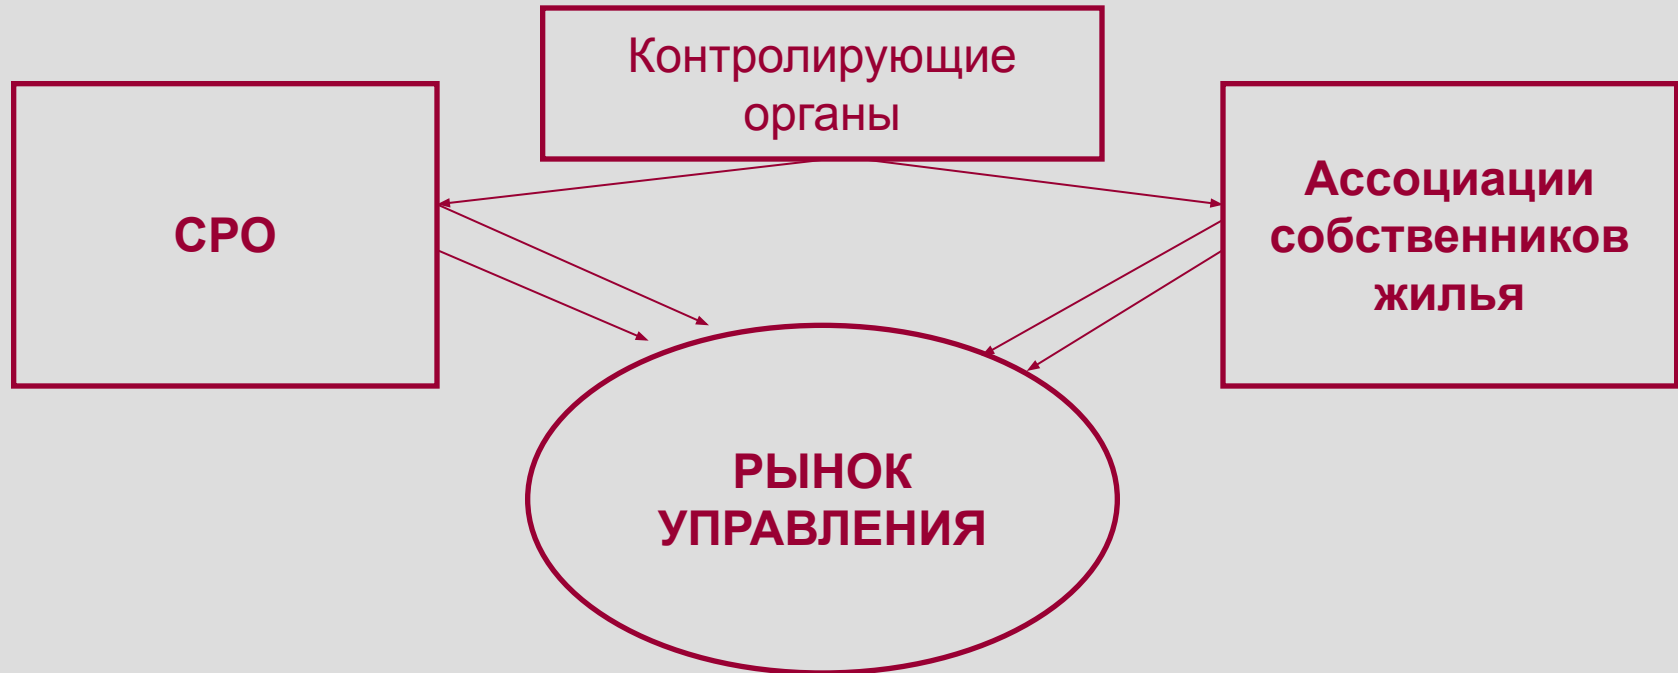 Контролирующие
органы
СРО
Ассоциации
собственников
жилья
РЫНОК
УПРАВЛЕНИЯ